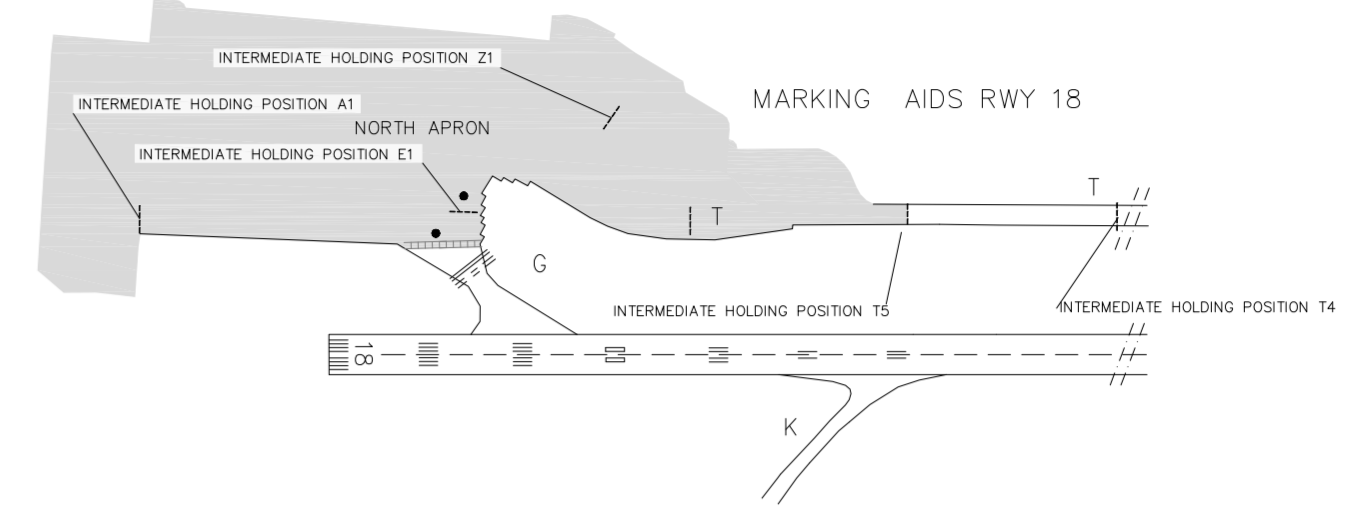 INTERMEDIATE HOLDING POSITION Z1
MARKING AIDS RWY 18
INTERMEDIATE HOLDING POSITION A1
NORTH APRON
INTERMEDIATE HOLDING POSITION E1
T
T
G
INTERMEDIATE HOLDING POSITION T5
INTERMEDIATE HOLDING POSITION T4
18
K